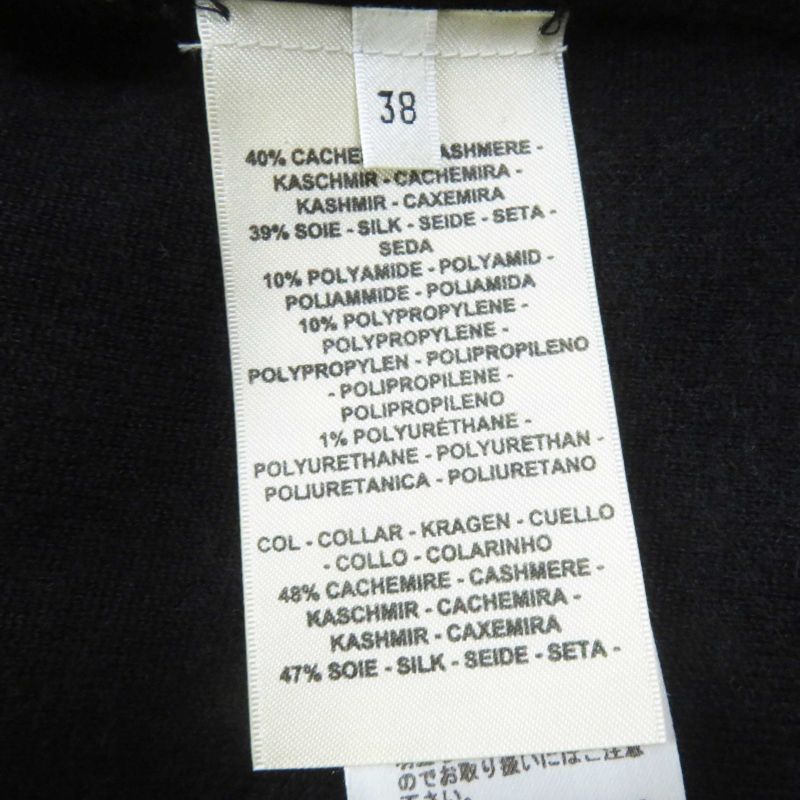 38
40% CACHE ASHMERE -
KASCHMIR - CACHEMIRA -
KASHMIR - CAXEMIRA
39% SOIE - SILK - SEIDE - SETA -
SEDA
10% POLYAMIDE - POLYAMID -
POLIAMMIDE - POLIAMIDA
10% POLYPROPYLENE -
POLYPROPYLENE -
POLYPROPYLEN - POLIPROPILENO
- POLIPROPILENE -
POLIPROPILENO
1% POLYURÉTHANE -
POLYURETHANE - POLYURETHAN -
POLIURETANICA - POLIURETANO
COL - COLLAR - KRAGEN - CUELLO
- COLLO - COLARINHO
48% CACHEMIRE - CASHMERE -
KASCHMIR - CACHEMIRA -
KASHMIR - CAXEMIRA
47% SOIE - SILK - SEIDE - SETA -
のでお取り扱いにはご注意
下さい。